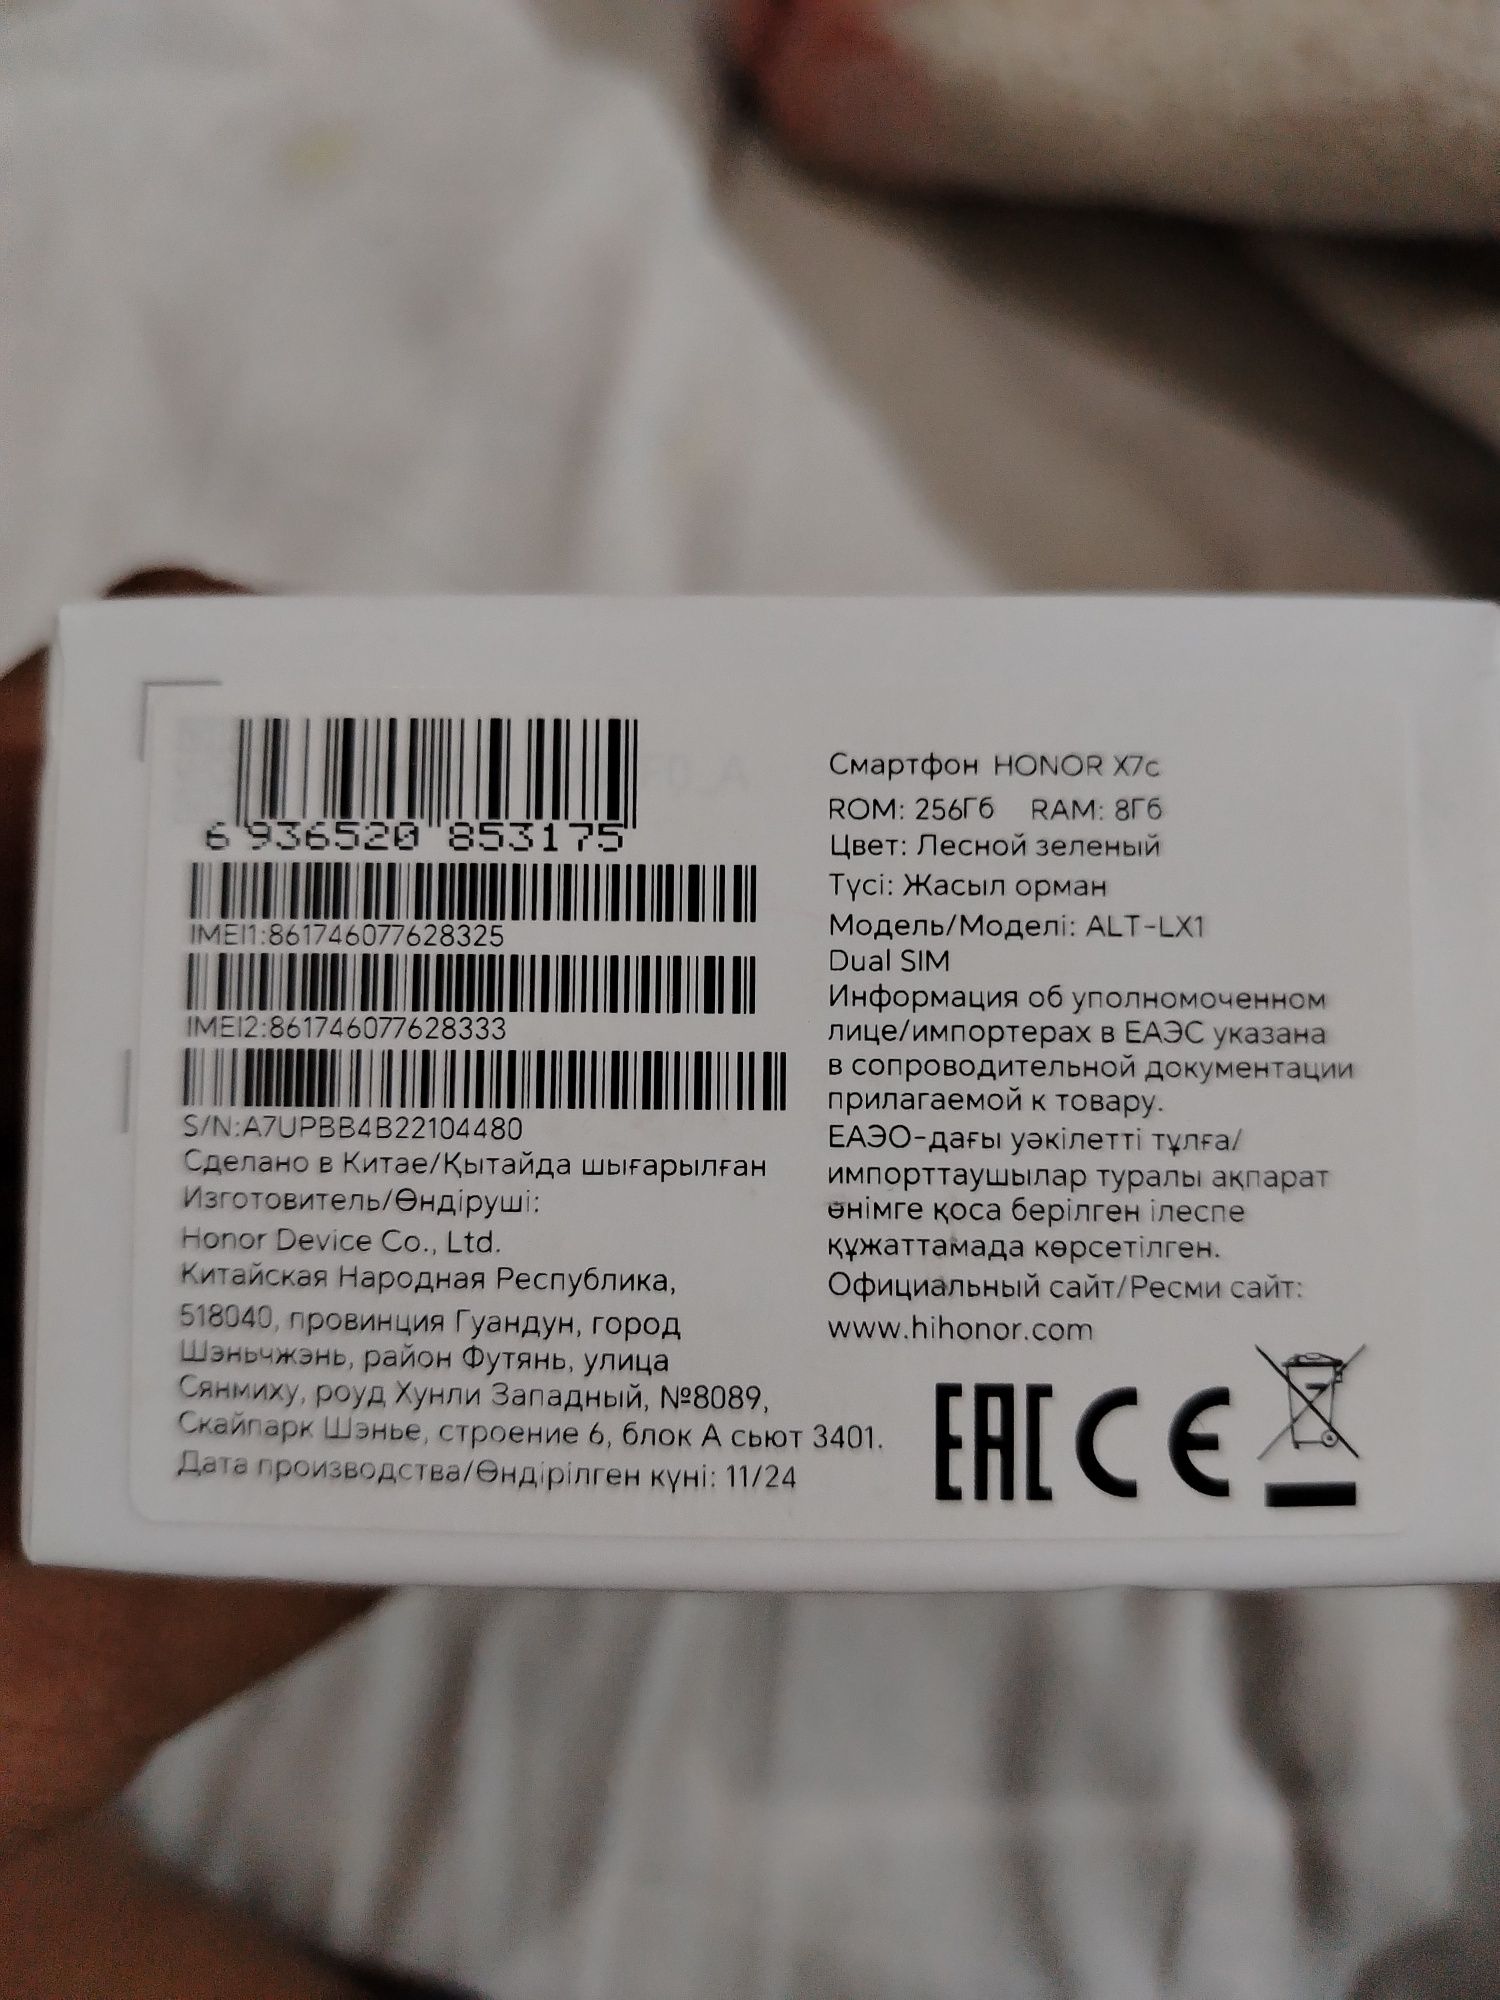 6 936520 853175
IMEI1:861746077628325
IMEI2:861746077628333
S/N:A7UPBB4B22104480
Сделано в Китае/Қытайда шығарылған
Изготовитель/Өндіруші:
Honor Device Co., Ltd.
Китайская Народная Республика,
518040, провинция Гуандун, город
Шэньчжэнь, район Футянь, улица
Сянмиху, роуд Хунли Западный, №8089,
Скайпарк Шэнье, строение 6, блок А сьют 3401.
Дата производства/Өндірілген күні: 11/24
Смартфон HONOR X7c
ROM: 256Гб RAM: 8Гб
Цвет: Лесной зеленый
Түсі: Жасыл орман
Модель/Моделі: ALT-LX1
Dual SIM
Информация об уполномоченном
лице/импортерах в ЕАЭС указана
в сопроводительной документации
прилагаемой к товару.
ЕАЭО-дағы уәкілетті тұлға/
импорттаушылар туралы ақпарат
өнімге қоса берілген ілеспе
құжаттамада көрсетілген.
Официальный сайт/Ресми сайт:
www.hihonor.com
EAC CE